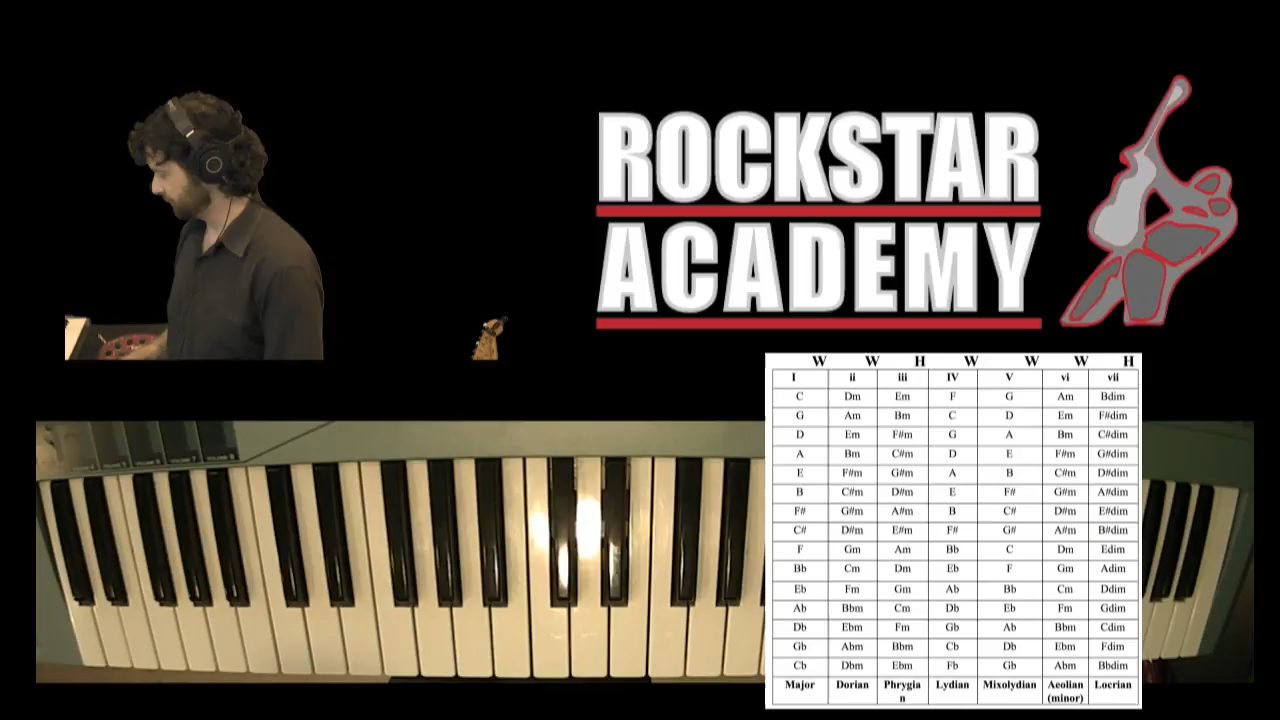 ROCKSTAR
ACADEMY
W W H W W W H
I ii iii IV V vi vii
C Dm Em F G Am Bdim
G Am Bm C D Em F#dim
D Em F#m G A Bm C#dim
A Bm C#m D E F#m G#dim
E F#m G#m A B C#m D#dim
B C#m D#m E F# G#m A#dim
F# G#m A#m B C# D#m E#dim
C# D#m E#m F# G# A#m B#dim
F Gm Am Bb C Dm Edim
Bb Cm Dm Eb F Gm Adim
Eb Fm Gm Ab Bb Cm Ddim
Ab Bbm Cm Db Eb Fm Gdim
Db Ebm Fm Gb Ab Bbm Cdim
Gb Abm Bbm Cb Db Ebm Fdim
Cb Dbm Ebm Fb Gb Abm Bbdim
Major Dorian Phrygia Lydian Mixolydian Aeolian Locrian
n (minor)